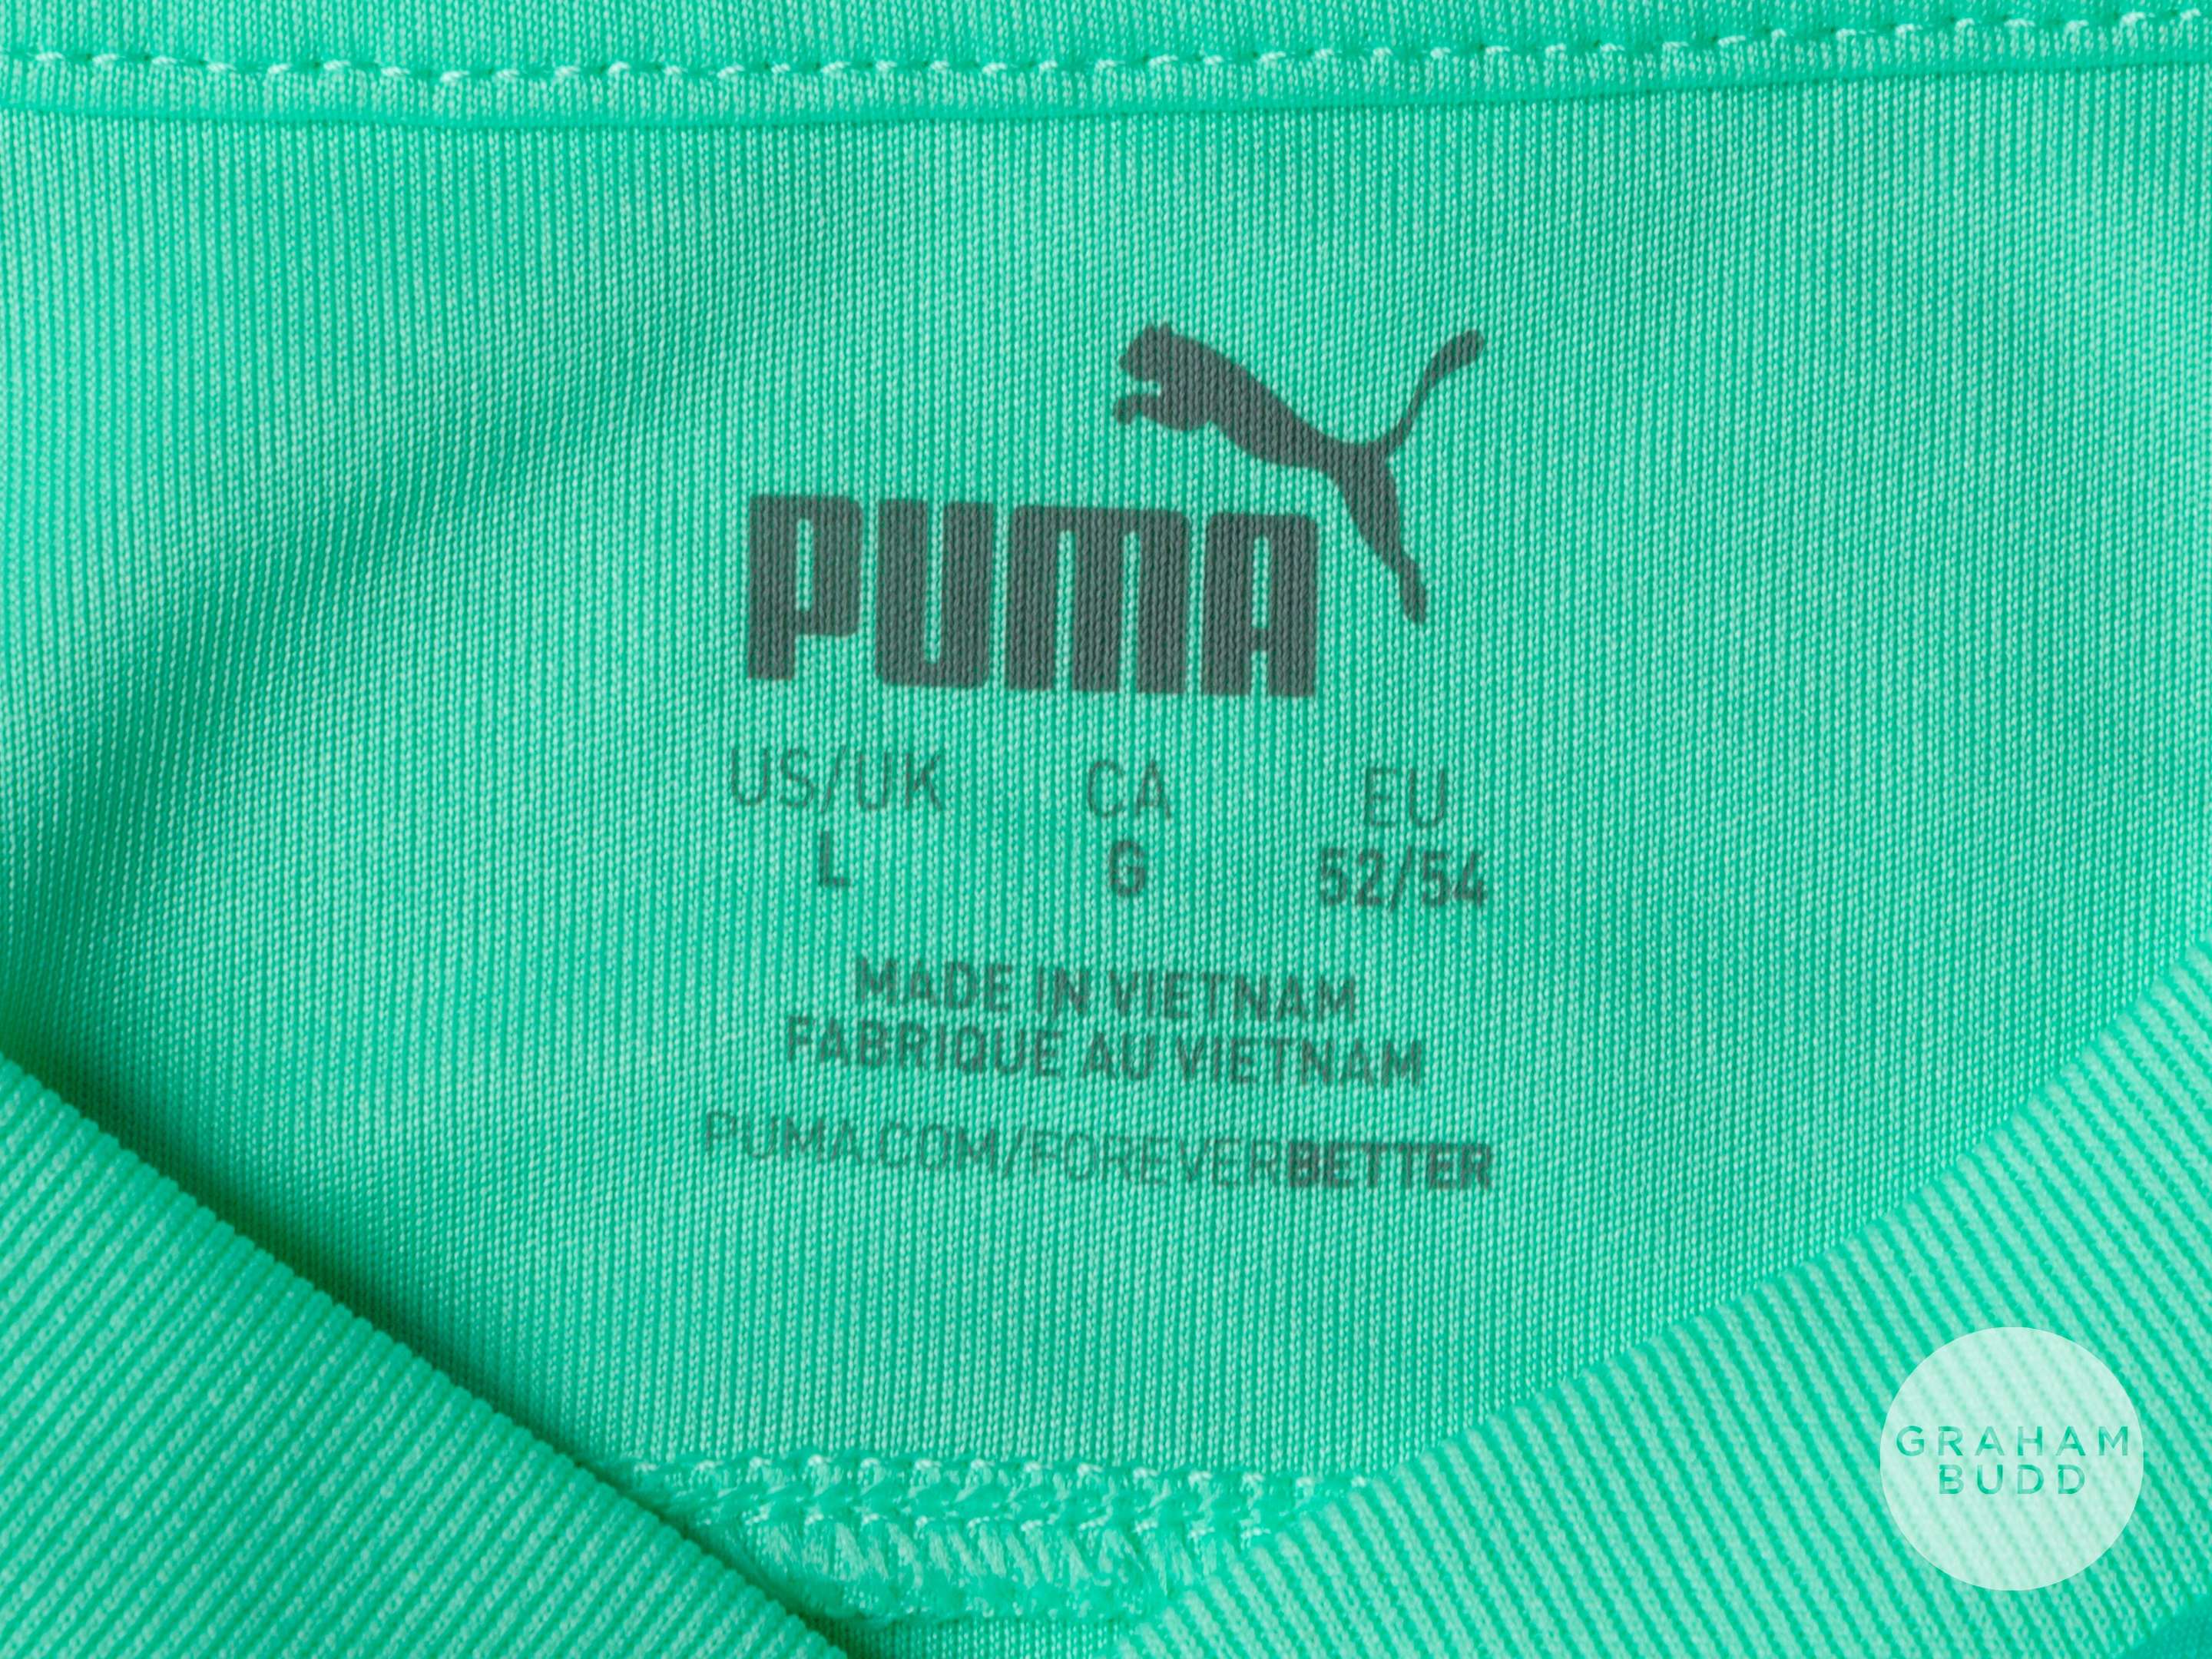 PUMA
US/UK CA EU
L G 52/54
MADE IN VIETNAM
FABRIQUE AU VIETNAM
PUMA.COM/FOREVERBETTER
GRAHAM
BUDD